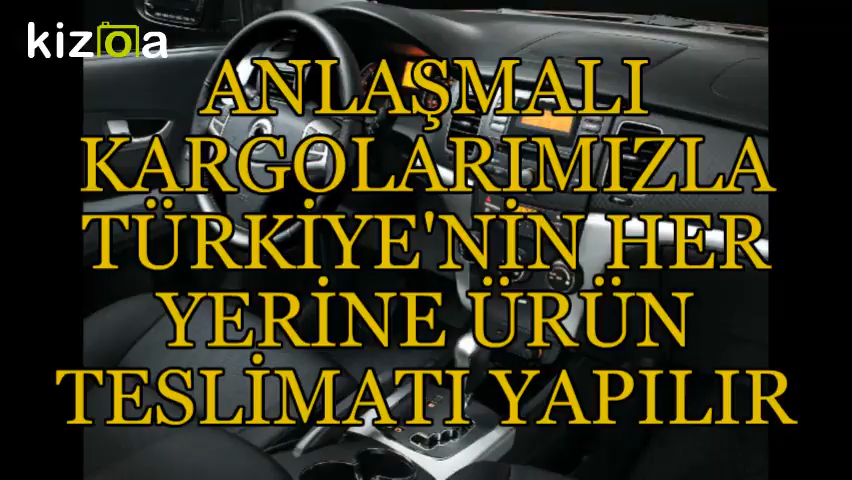 kizoa
ANLAŞMALI
KARGOLARIMIZLA
TÜRKİYE'NİN HER
YERİNE ÜRÜN
TESLİMATI YAPILIR